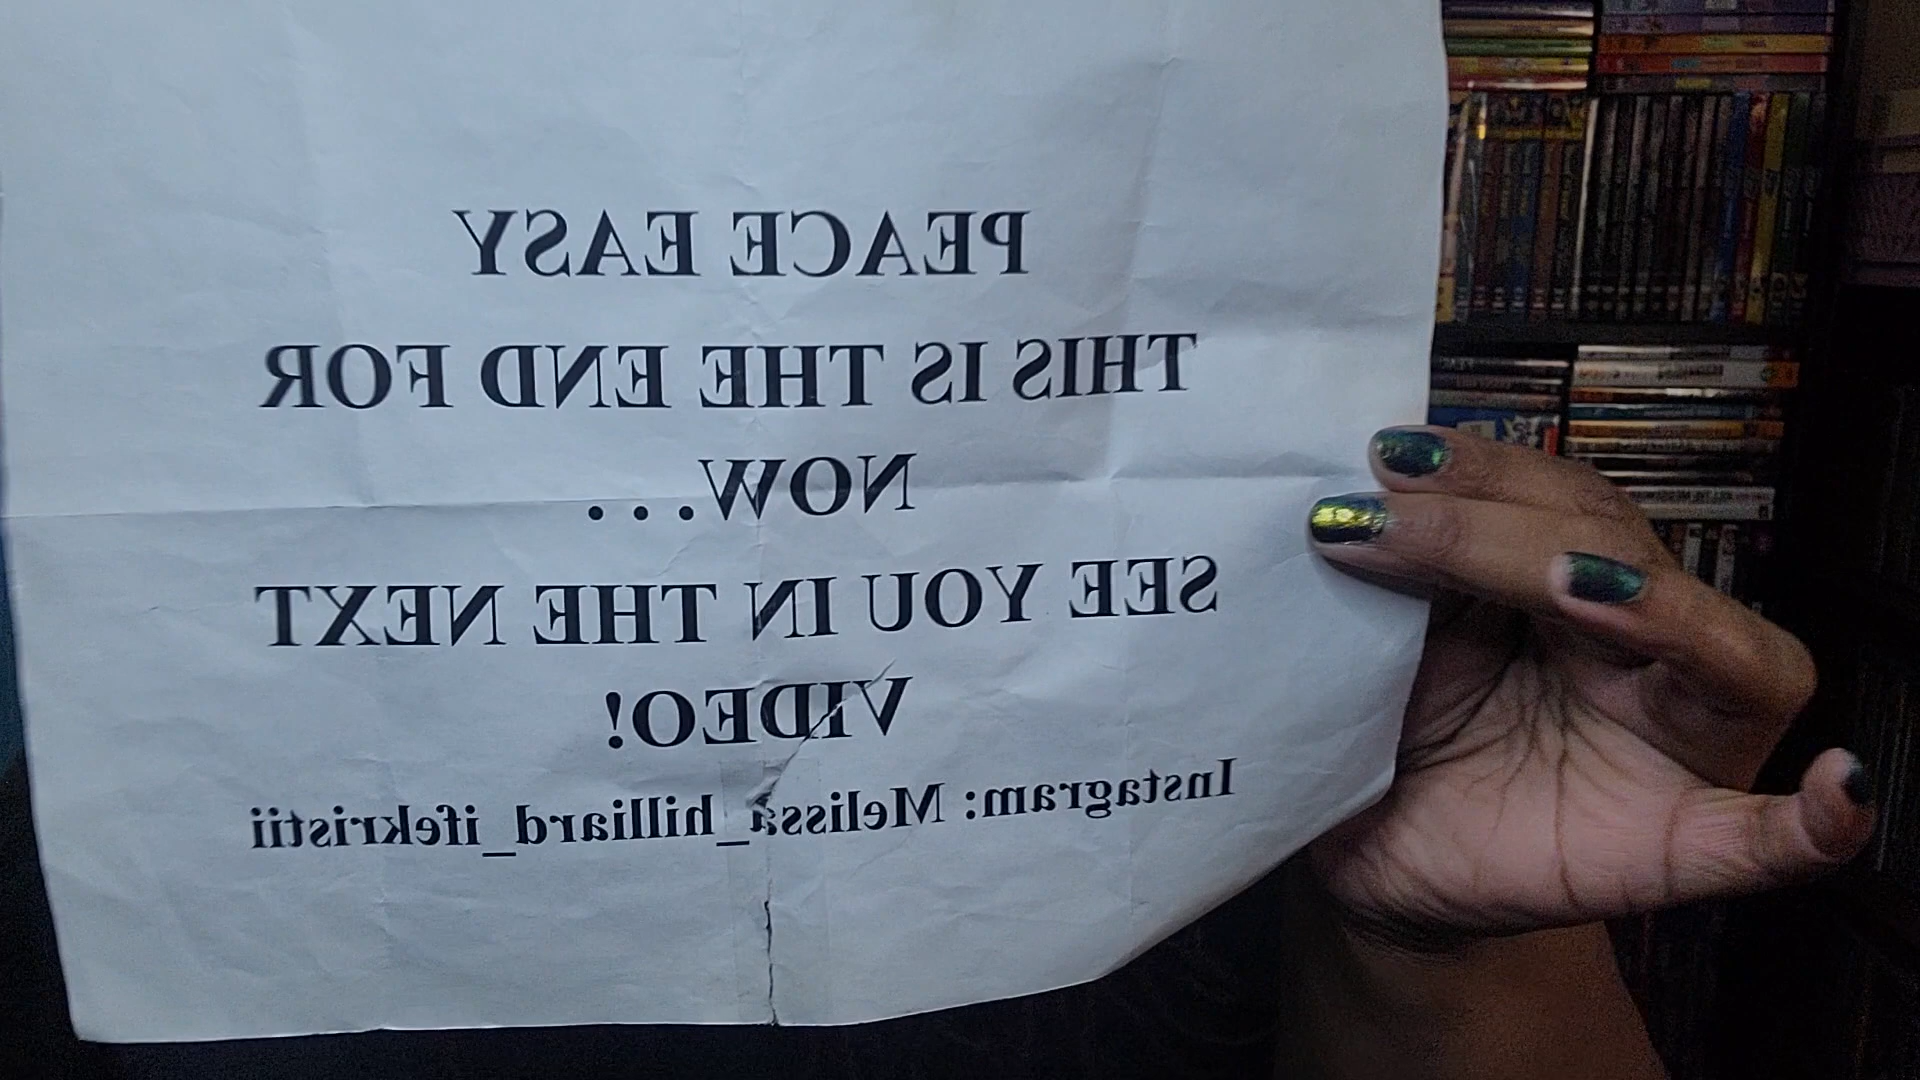 PEACE EASY
THIS IS THE END FOR
NOW...
SEE YOU IN THE NEXT
VIDEO!
Instagram: Melissa_hilliard_ifekristii